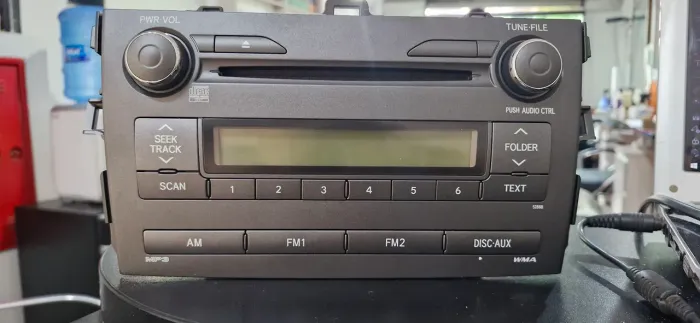 PWR VOL
TUNE·FILE
PUSH AUDIO CTRL
SEEK
TRACK
FOLDER
SCAN
1
2
3
4
5
6
TEXT
AM
FM1
FM2
DISC·AUX
MP3
WMA